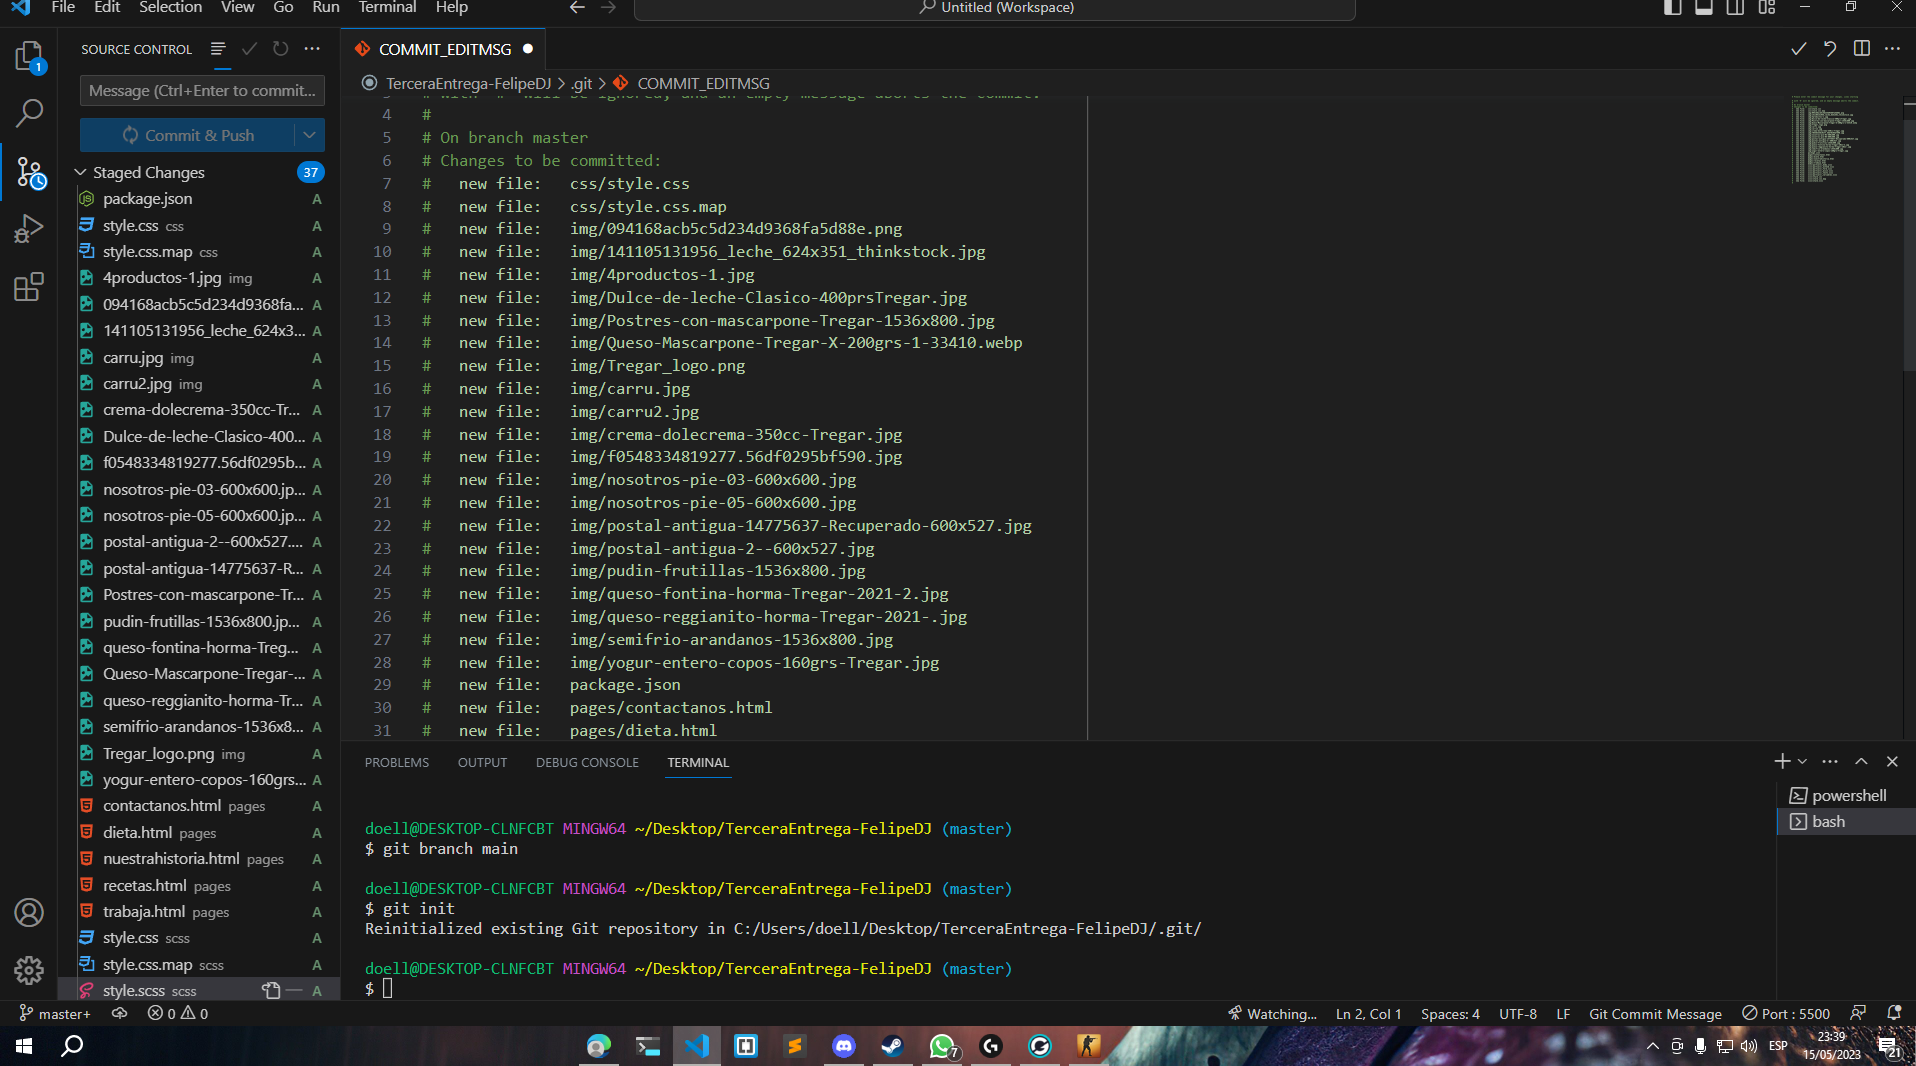 File Edit Selection View Go Run Terminal Help
Untitled (Workspace)
SOURCE CONTROL
Message (Ctrl+Enter to commit...
Commit & Push
Staged Changes 37
package.json A
style.css css A
style.css.map css A
4productos-1.jpg img A
094168acb5c5d234d9368fa... A
141105131956_leche_624x3... A
carru.jpg img A
carru2.jpg img A
crema-dolecrema-350cc-Tr... A
Dulce-de-leche-Clasico-400... A
f0548334819277.56df0295b... A
nosotros-pie-03-600x600.jp... A
nosotros-pie-05-600x600.jp... A
postal-antigua-2--600x527.... A
postal-antigua-14775637-R... A
Postres-con-mascarpone-Tr... A
pudin-frutillas-1536x800.jp... A
queso-fontina-horma-Treg... A
Queso-Mascarpone-Tregar-... A
queso-reggianito-horma-Tr... A
semifrio-arandanos-1536x8... A
Tregar_logo.png img A
yogur-entero-copos-160grs... A
contactanos.html pages A
dieta.html pages A
nuestrahistoria.html pages A
recetas.html pages A
trabaja.html pages A
style.css scss A
style.css.map scss A
style.scss scss A
1
COMMIT_EDITMSG
TerceraEntrega-FelipeDJ > .git > COMMIT_EDITMSG
4 #
5 # On branch master
6 # Changes to be committed:
7 # new file: css/style.css
8 # new file: css/style.css.map
9 # new file: img/094168acb5c5d234d9368fa5d88e.png
10 # new file: img/141105131956_leche_624x351_thinkstock.jpg
11 # new file: img/4productos-1.jpg
12 # new file: img/Dulce-de-leche-Clasico-400prsTregar.jpg
13 # new file: img/Postres-con-mascarpone-Tregar-1536x800.jpg
14 # new file: img/Queso-Mascarpone-Tregar-X-200grs-1-33410.webp
15 # new file: img/Tregar_logo.png
16 # new file: img/carru.jpg
17 # new file: img/carru2.jpg
18 # new file: img/crema-dolecrema-350cc-Tregar.jpg
19 # new file: img/f0548334819277.56df0295bf590.jpg
20 # new file: img/nosotros-pie-03-600x600.jpg
21 # new file: img/nosotros-pie-05-600x600.jpg
22 # new file: img/postal-antigua-14775637-Recuperado-600x527.jpg
23 # new file: img/postal-antigua-2--600x527.jpg
24 # new file: img/pudin-frutillas-1536x800.jpg
25 # new file: img/queso-fontina-horma-Tregar-2021-2.jpg
26 # new file: img/queso-reggianito-horma-Tregar-2021-.jpg
27 # new file: img/semifrio-arandanos-1536x800.jpg
28 # new file: img/yogur-entero-copos-160grs-Tregar.jpg
29 # new file: package.json
30 # new file: pages/contactanos.html
31 # new file: pages/dieta.html
PROBLEMS OUTPUT DEBUG CONSOLE TERMINAL
doell@DESKTOP-CLNFCBT MINGW64 ~/Desktop/TerceraEntrega-FelipeDJ (master)
$ git branch main
doell@DESKTOP-CLNFCBT MINGW64 ~/Desktop/TerceraEntrega-FelipeDJ (master)
$ git init
Reinitialized existing Git repository in C:/Users/doell/Desktop/TerceraEntrega-FelipeDJ/.git/
doell@DESKTOP-CLNFCBT MINGW64 ~/Desktop/TerceraEntrega-FelipeDJ (master)
$
powershell
bash
master+ 0 0 Watching... Ln 2, Col 1 Spaces: 4 UTF-8 LF Git Commit Message Port : 5500
7 ESP
23:39
15/05/2023
21